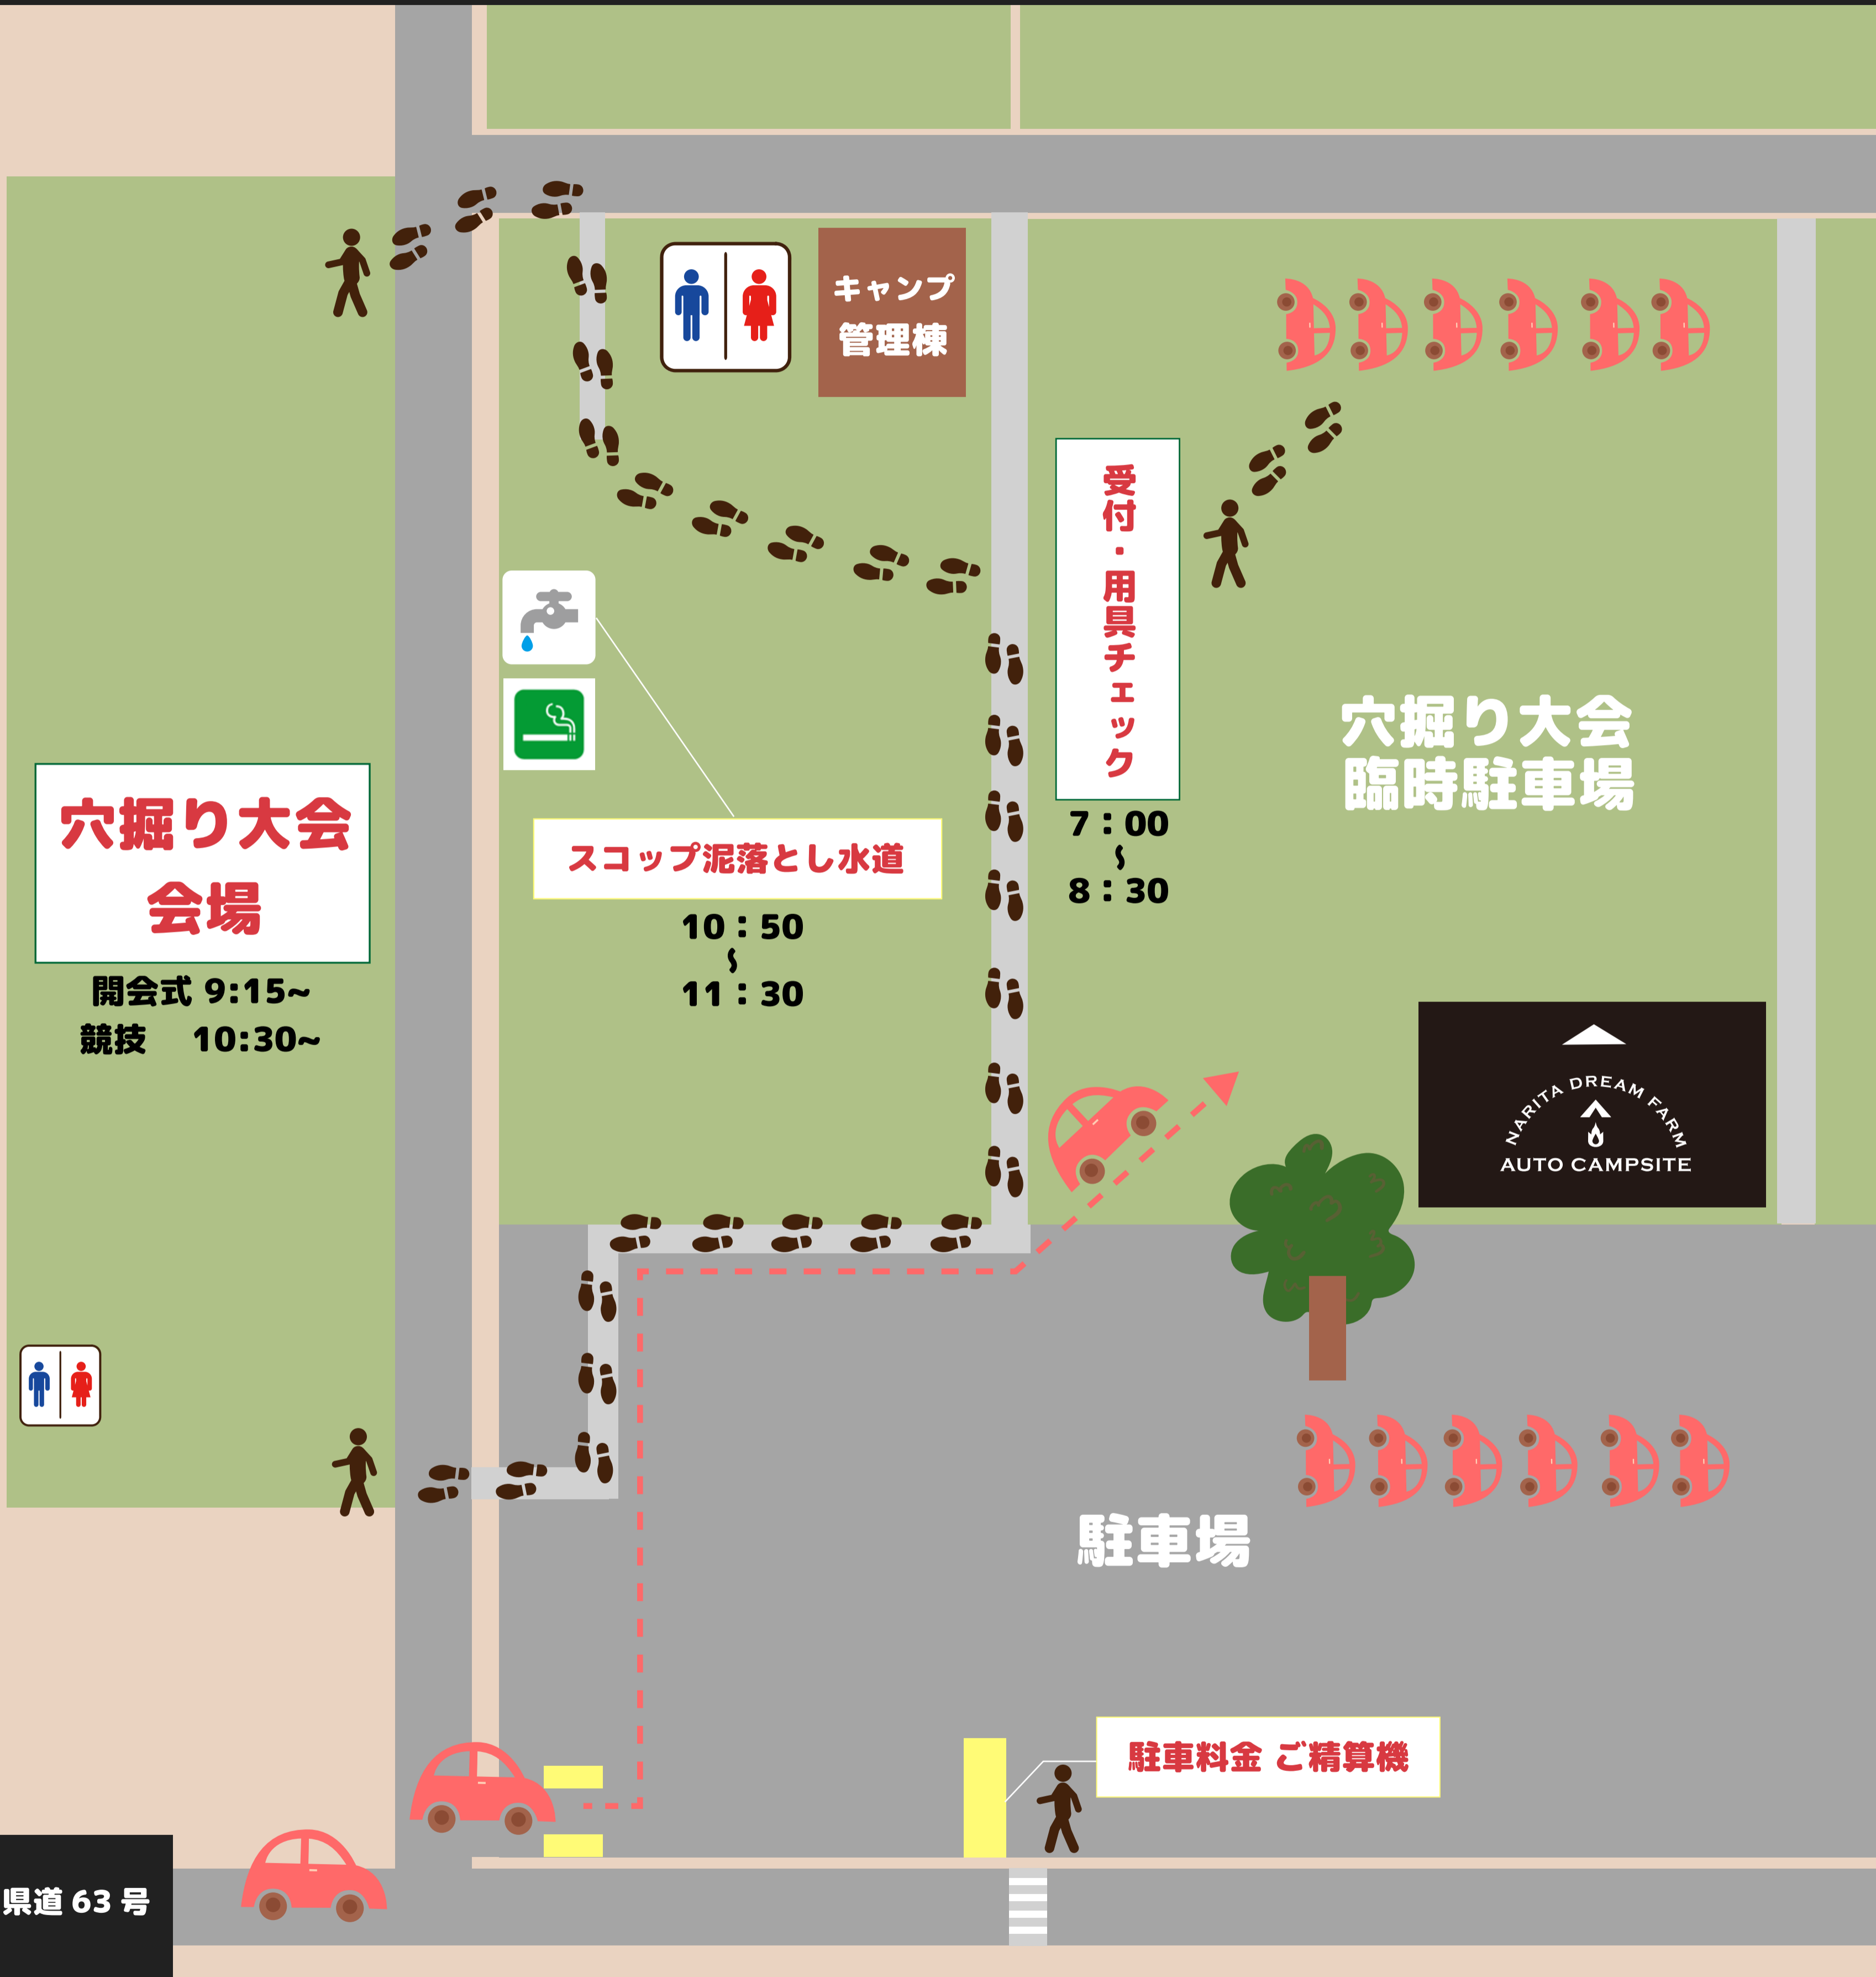 キャンプ
管理棟
受付・用具チェック
7:00
～
8:30
穴掘り大会
臨時駐車場
穴掘り大会
会場
開会式 9:15~
競技 10:30~
スコップ泥落とし水道
10:50
～
11:30
NARITA DREAM FARM
AUTO CAMPSITE
駐車場
駐車料金 ご精算機
県道 63 号